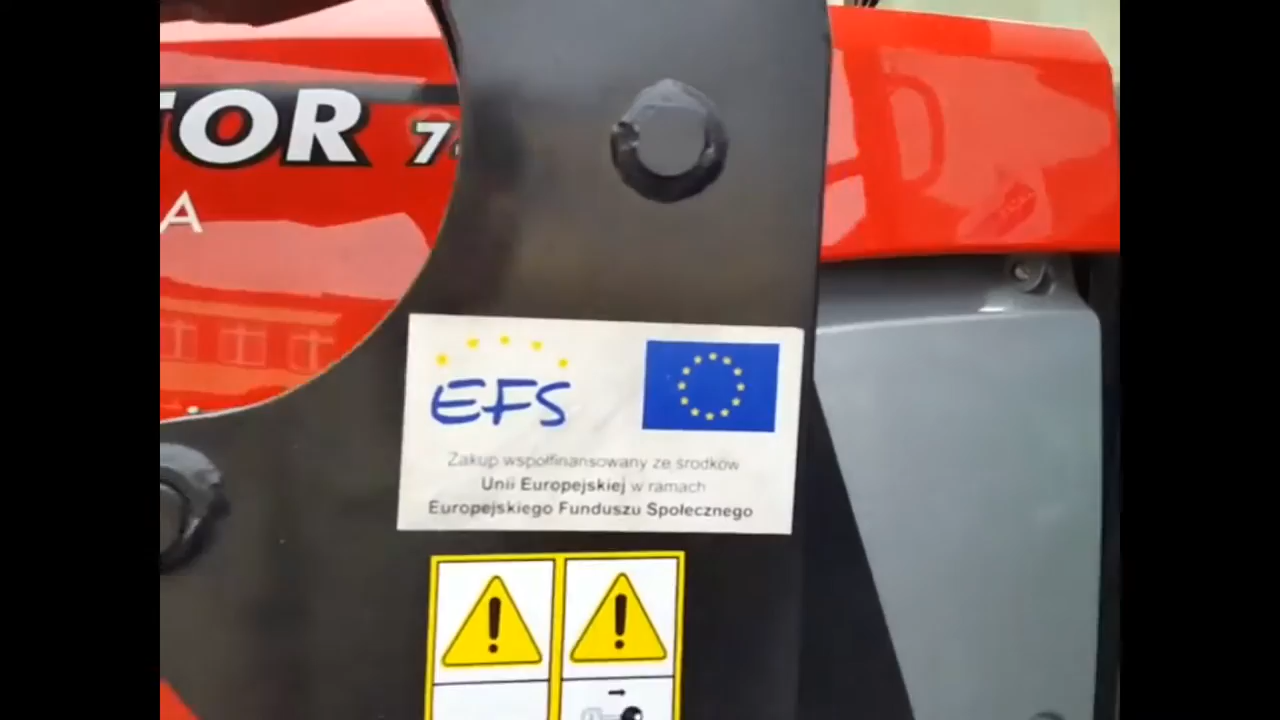 TOR 7
A
EFS
Zakup współfinansowany ze środków
Unii Europejskiej w ramach
Europejskiego Funduszu Społecznego